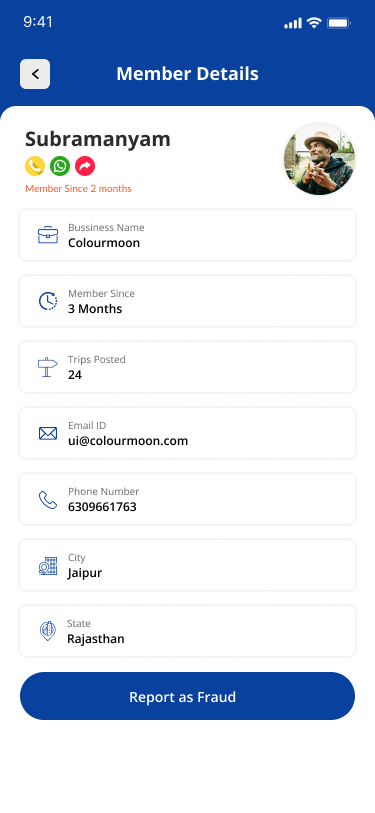 9:41
Member Details
Subramanyam
Member Since 2 months
Bussiness Name
Colourmoon
Member Since
3 Months
Trips Posted
24
Email ID
ui@colourmoon.com
Phone Number
6309661763
City
Jaipur
State
Rajasthan
Report as Fraud